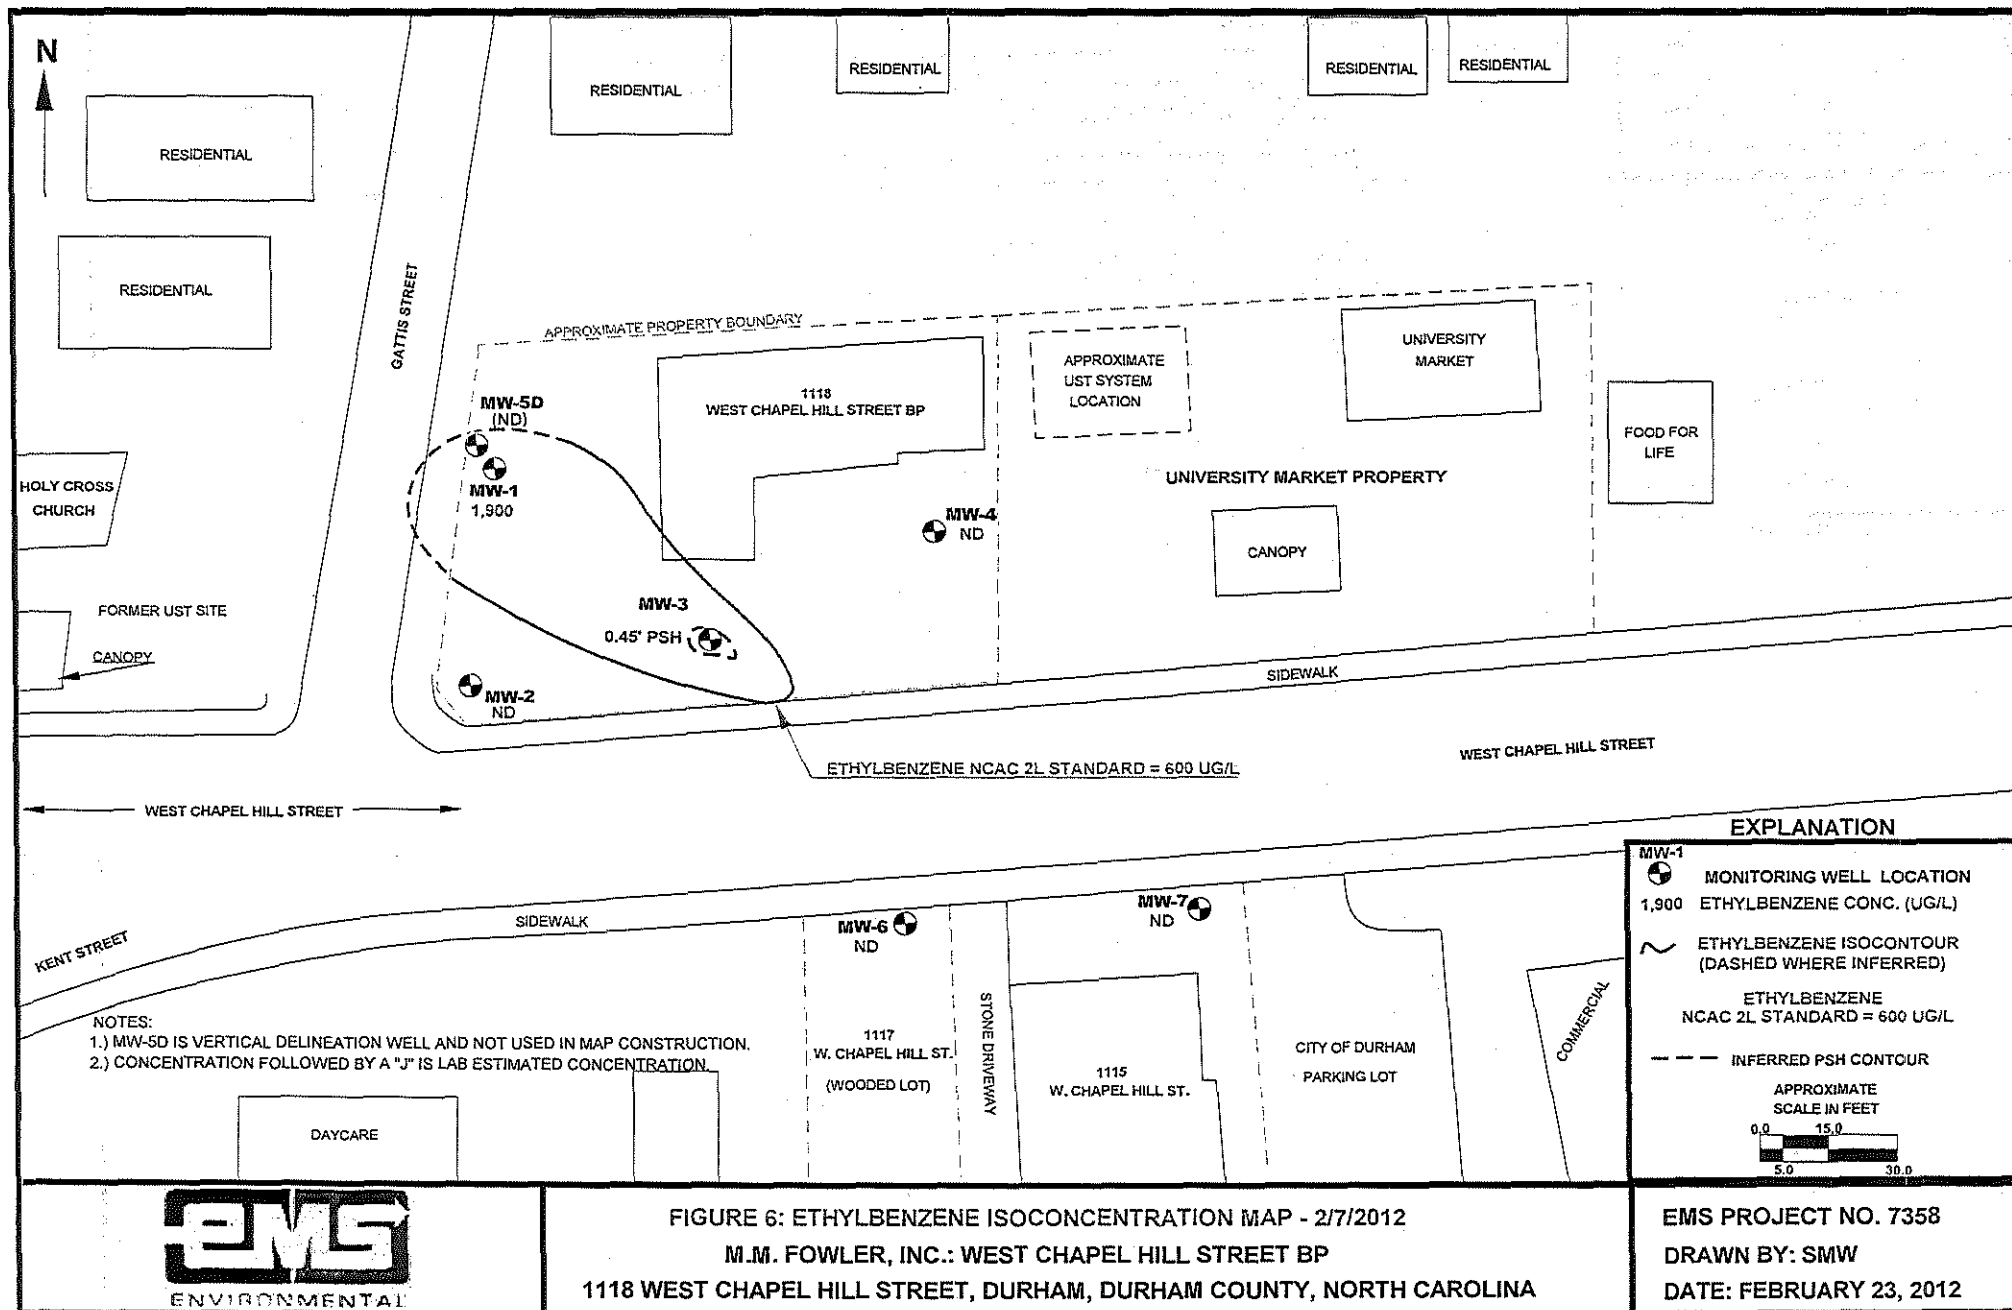 N
RESIDENTIAL
RESIDENTIAL
RESIDENTIAL
RESIDENTIAL
RESIDENTIAL
RESIDENTIAL
GATTIS STREET
APPROXIMATE PROPERTY BOUNDARY
1118
WEST CHAPEL HILL STREET BP
APPROXIMATE
UST SYSTEM
LOCATION
UNIVERSITY
MARKET
FOOD FOR
LIFE
UNIVERSITY MARKET PROPERTY
CANOPY
MW-5D
(ND)
MW-1
1,900
MW-4
ND
MW-3
0.45' PSH
MW-2
ND
HOLY CROSS
CHURCH
FORMER UST SITE
CANOPY
SIDEWALK
ETHYLBENZENE NCAC 2L STANDARD = 600 UG/L
WEST CHAPEL HILL STREET
WEST CHAPEL HILL STREET
KENT STREET
SIDEWALK
MW-6
ND
MW-7
ND
NOTES:
1.) MW-5D IS VERTICAL DELINEATION WELL AND NOT USED IN MAP CONSTRUCTION.
2.) CONCENTRATION FOLLOWED BY A "J" IS LAB ESTIMATED CONCENTRATION.
DAYCARE
1117
W. CHAPEL HILL ST.
(WOODED LOT)
STONE DRIVEWAY
1115
W. CHAPEL HILL ST.
CITY OF DURHAM
PARKING LOT
COMMERCIAL
EXPLANATION
MW-1
MONITORING WELL LOCATION
1,900 ETHYLBENZENE CONC. (UG/L)
ETHYLBENZENE ISOCONTOUR
(DASHED WHERE INFERRED)
ETHYLBENZENE
NCAC 2L STANDARD = 600 UG/L
INFERRED PSH CONTOUR
APPROXIMATE
SCALE IN FEET
0.0 15.0
5.0 30.0
EMS
ENVIRONMENTAL
FIGURE 6: ETHYLBENZENE ISOCONCENTRATION MAP - 2/7/2012
M.M. FOWLER, INC.: WEST CHAPEL HILL STREET BP
1118 WEST CHAPEL HILL STREET, DURHAM, DURHAM COUNTY, NORTH CAROLINA
EMS PROJECT NO. 7358
DRAWN BY: SMW
DATE: FEBRUARY 23, 2012